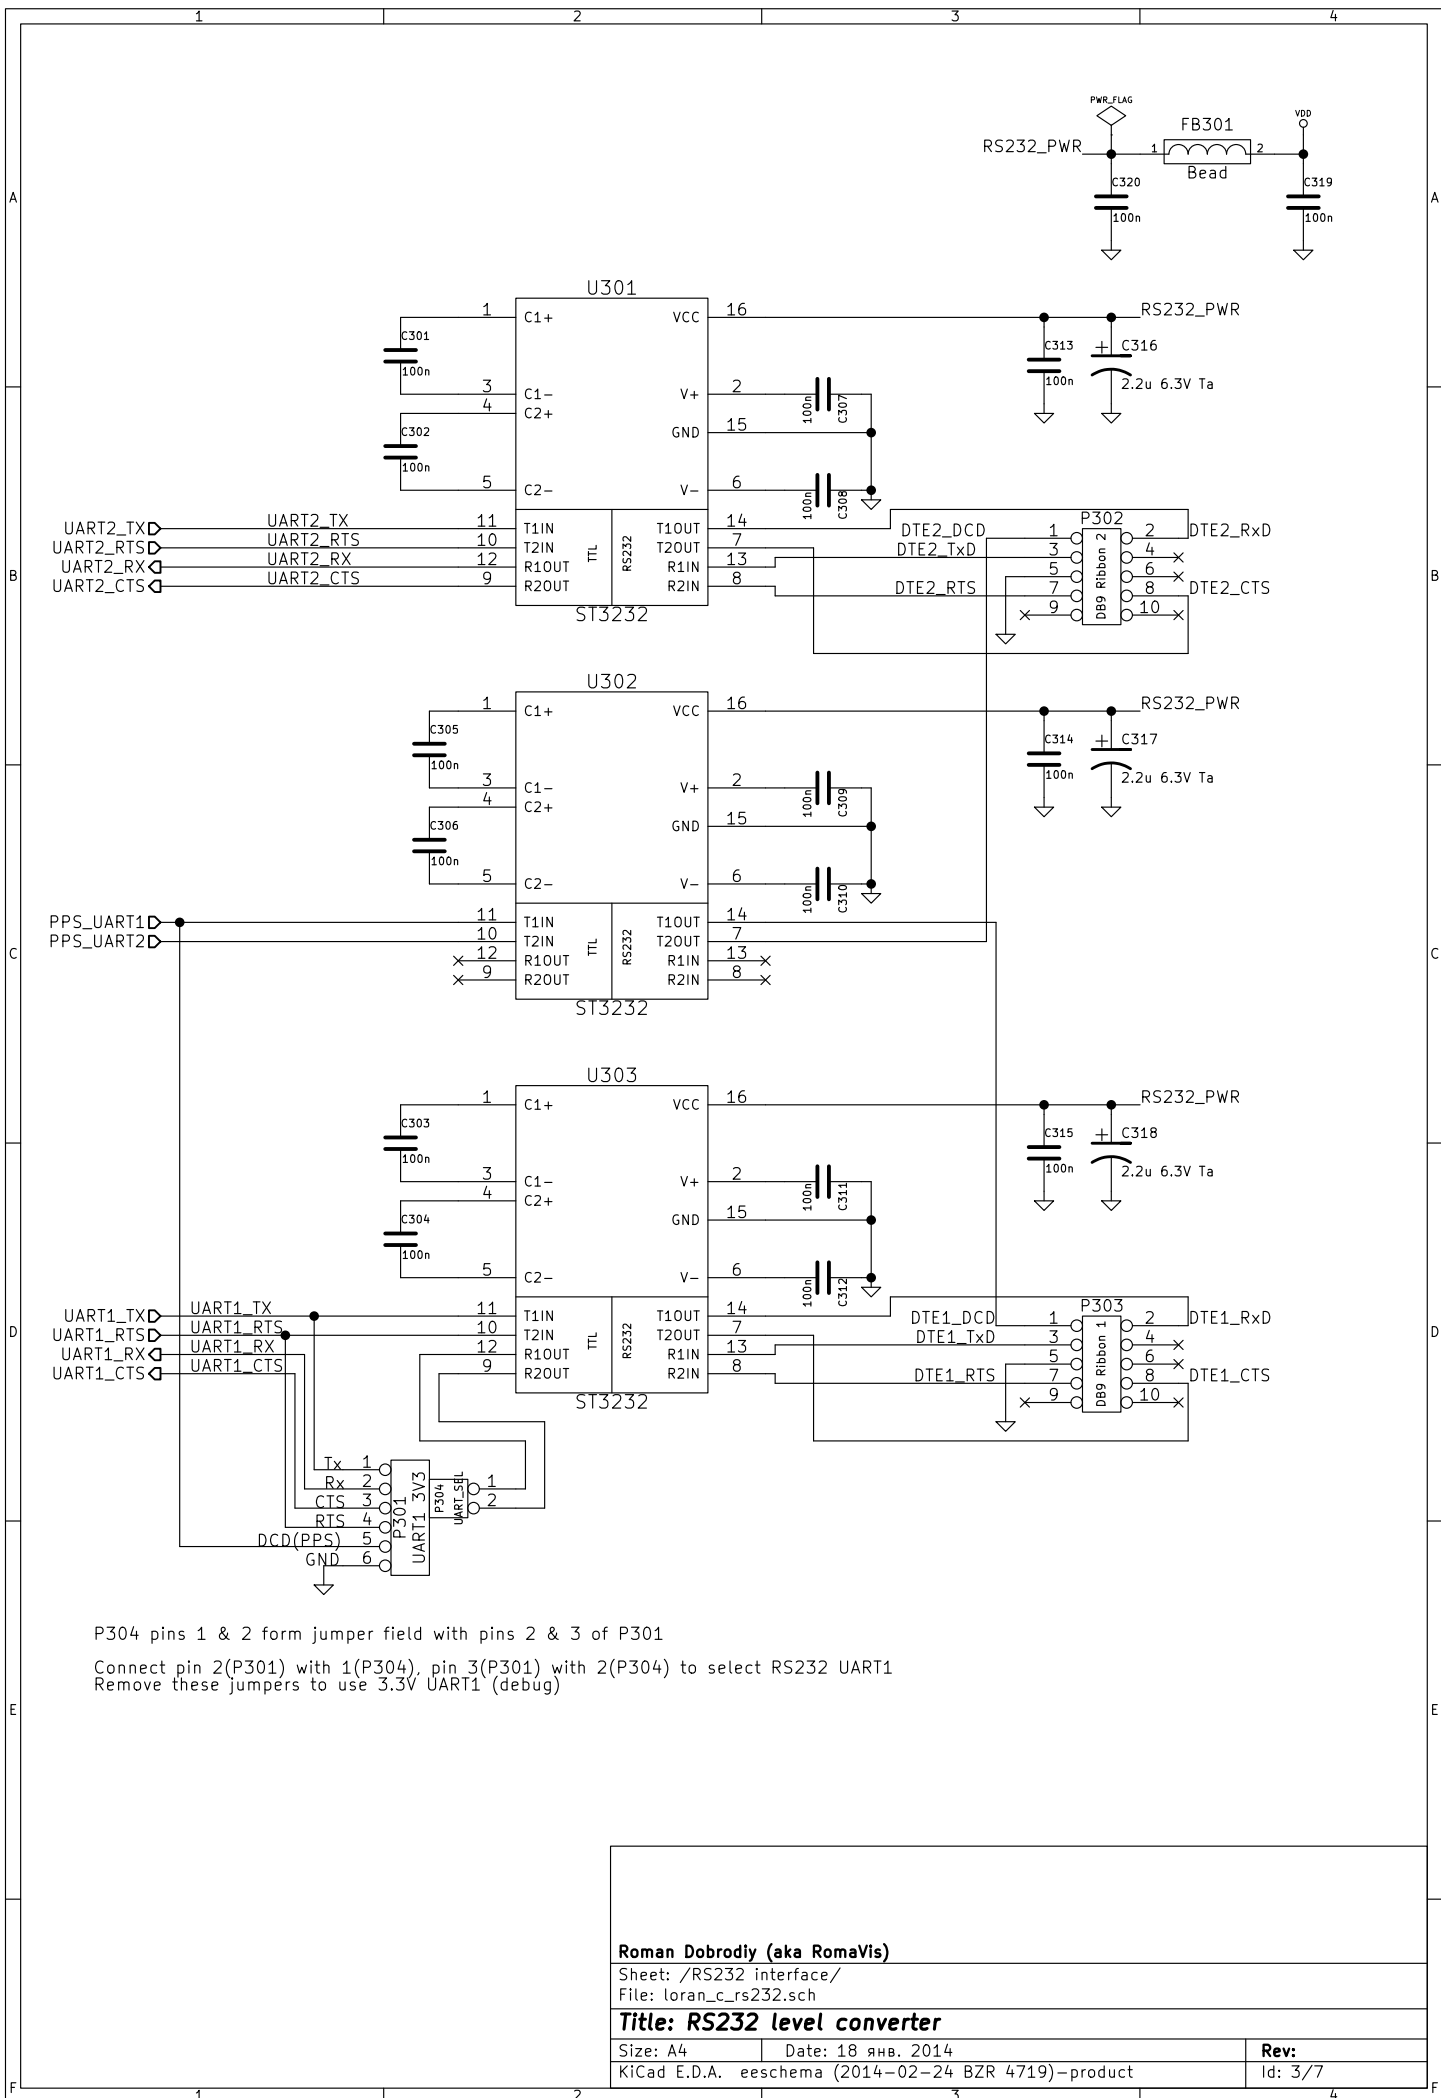 1 2 3 4
PWR_FLAG
VDD
FB301
RS232_PWR
1 2
Bead
C320
100n
C319
100n
A A
U301
1 C1+ VCC 16
RS232_PWR
C301
100n
C313
100n
+ C316
2.2u 6.3V Ta
3 C1- V+ 2
4 C2+
100n C307
GND 15
C302
100n
5 C2- V- 6
100n C308
UART2_TX UART2_TX 11 T1IN T1OUT 14
UART2_RTS UART2_RTS 10 T2IN T2OUT 7
UART2_RX UART2_RX 12 R1OUT R1IN 13
UART2_CTS UART2_CTS 9 R2OUT R2IN 8
TTL RS232
ST3232
P302
DTE2_DCD 1 2 DTE2_RxD
DTE2_TxD 3 4
5 6
DTE2_RTS 7 8 DTE2_CTS
9 10
DB9 Ribbon 2
B B
U302
1 C1+ VCC 16
RS232_PWR
C305
100n
C314
100n
+ C317
2.2u 6.3V Ta
3 C1- V+ 2
4 C2+
100n C309
GND 15
C306
100n
5 C2- V- 6
100n C310
PPS_UART1 11 T1IN T1OUT 14
PPS_UART2 10 T2IN T2OUT 7
12 R1OUT R1IN 13
9 R2OUT R2IN 8
TTL RS232
ST3232
C C
U303
1 C1+ VCC 16
RS232_PWR
C303
100n
C315
100n
+ C318
2.2u 6.3V Ta
3 C1- V+ 2
4 C2+
100n C311
GND 15
C304
100n
5 C2- V- 6
100n C312
UART1_TX UART1_TX 11 T1IN T1OUT 14
UART1_RTS UART1_RTS 10 T2IN T2OUT 7
UART1_RX UART1_RX 12 R1OUT R1IN 13
UART1_CTS UART1_CTS 9 R2OUT R2IN 8
TTL RS232
ST3232
P303
DTE1_DCD 1 2 DTE1_RxD
DTE1_TxD 3 4
5 6
DTE1_RTS 7 8 DTE1_CTS
9 10
DB9 Ribbon 1
D D
Tx 1
Rx 2
CTS 3
RTS 4
DCD(PPS) 5
GND 6
P301
UART1 3V3
P304
UART_SEL
1
2
P304 pins 1 & 2 form jumper field with pins 2 & 3 of P301
Connect pin 2(P301) with 1(P304), pin 3(P301) with 2(P304) to select RS232 UART1
Remove these jumpers to use 3.3V UART1 (debug)
E E
Roman Dobrodiy (aka RomaVis)
Sheet: /RS232 interface/
File: loran_c_rs232.sch
Title: RS232 level converter
Size: A4 Date: 18 янв. 2014 Rev:
KiCad E.D.A. eeschema (2014-02-24 BZR 4719)-product Id: 3/7
F F
1 2 3 4